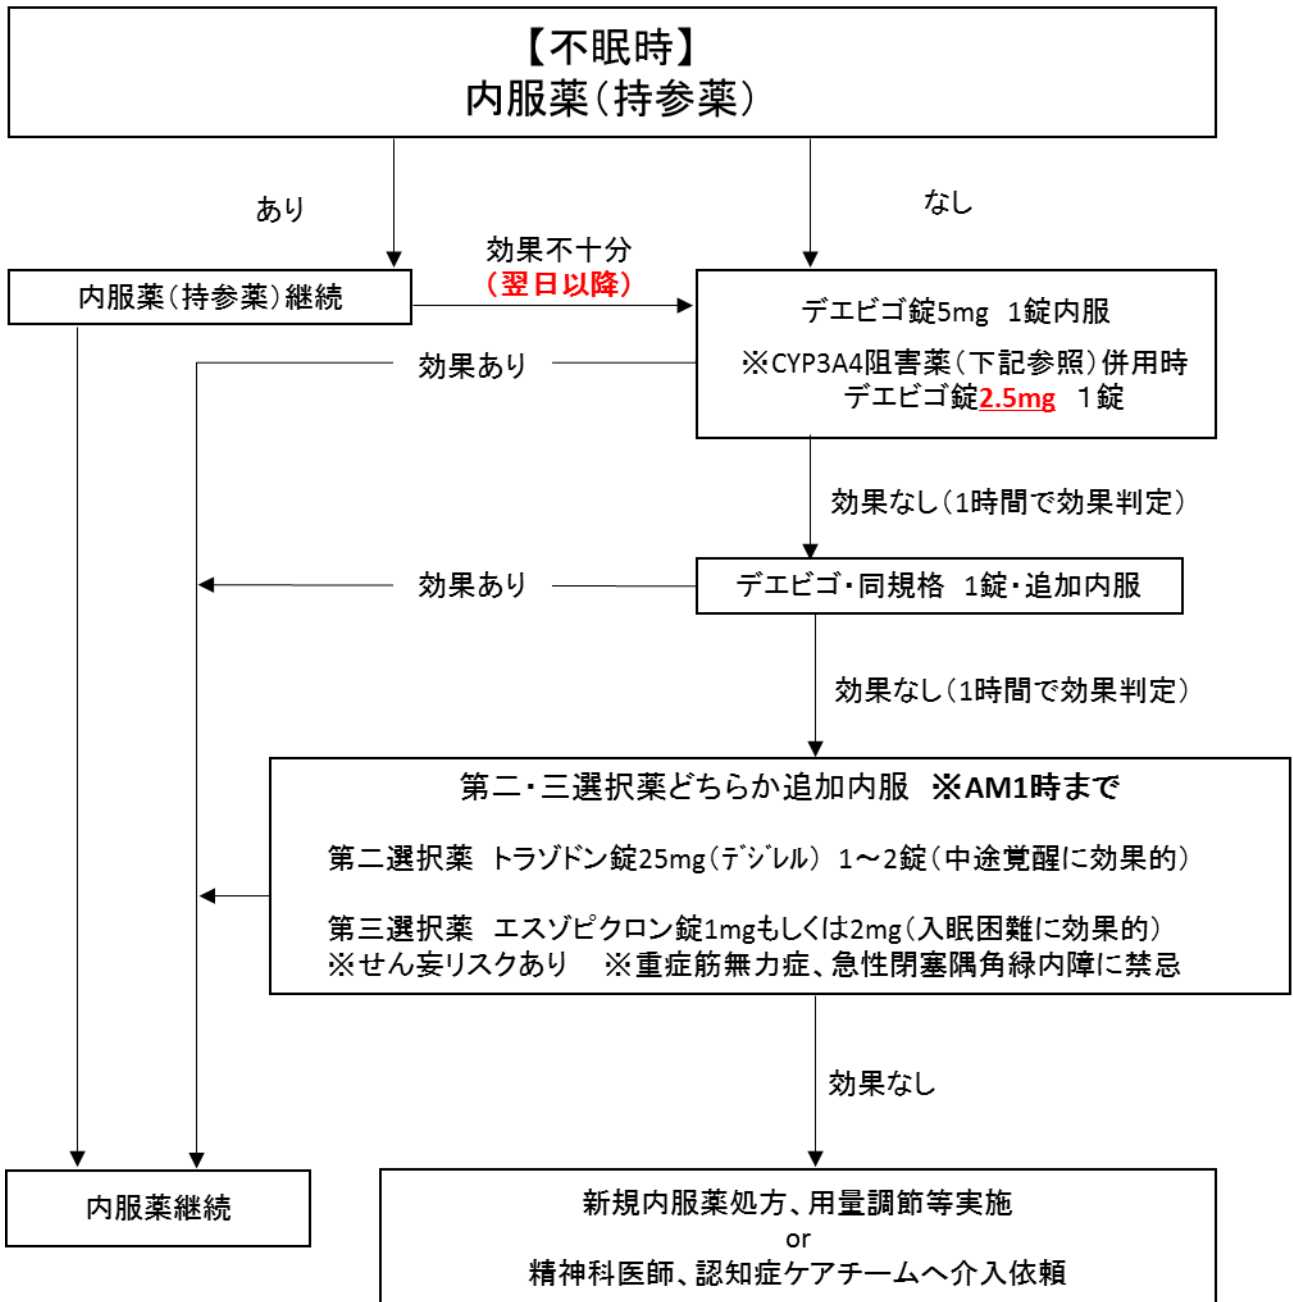 【不眠時】
内服薬（持参薬）
あり
なし
効果不十分
（翌日以降）
内服薬（持参薬）継続
デエビゴ錠5mg 1錠内服
※CYP3A4阻害薬（下記参照）併用時
デエビゴ錠2.5mg １錠
効果あり
効果なし（1時間で効果判定）
デエビゴ・同規格 1錠・追加内服
効果あり
効果なし（1時間で効果判定）
第二・三選択薬どちらか追加内服 ※AM1時まで
第二選択薬 トラゾドン錠25mg（ﾃﾞｼﾞﾚﾙ） 1～2錠（中途覚醒に効果的）
第三選択薬 エスゾピクロン錠1mgもしくは2mg（入眠困難に効果的）
※せん妄リスクあり ※重症筋無力症、急性閉塞隅角緑内障に禁忌
効果なし
内服薬継続
新規内服薬処方、用量調節等実施
or
精神科医師、認知症ケアチームへ介入依頼